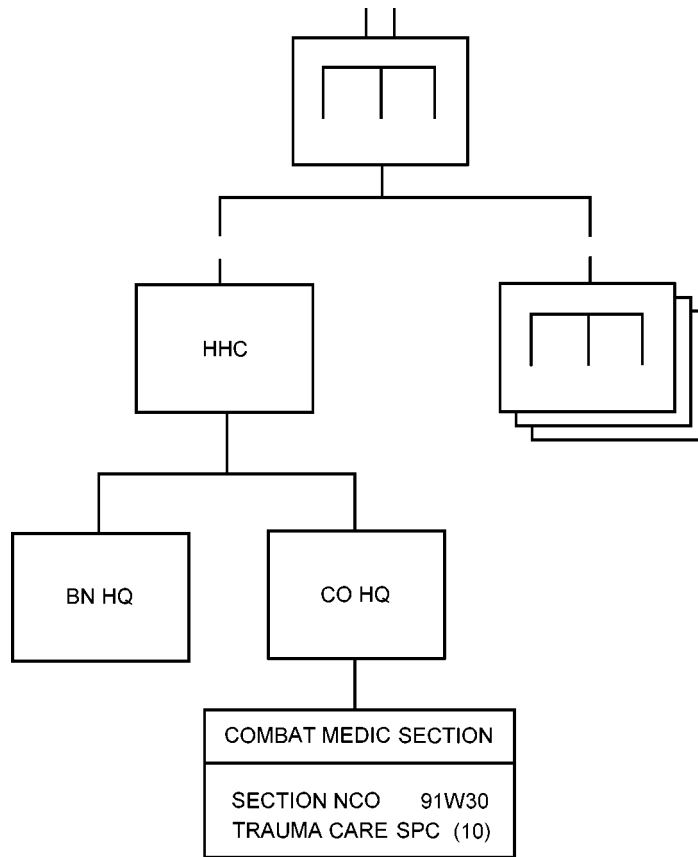 HHC
BN HQ
CO HQ
COMBAT MEDIC SECTION
SECTION NCO 91W30
TRAUMA CARE SPC (10)